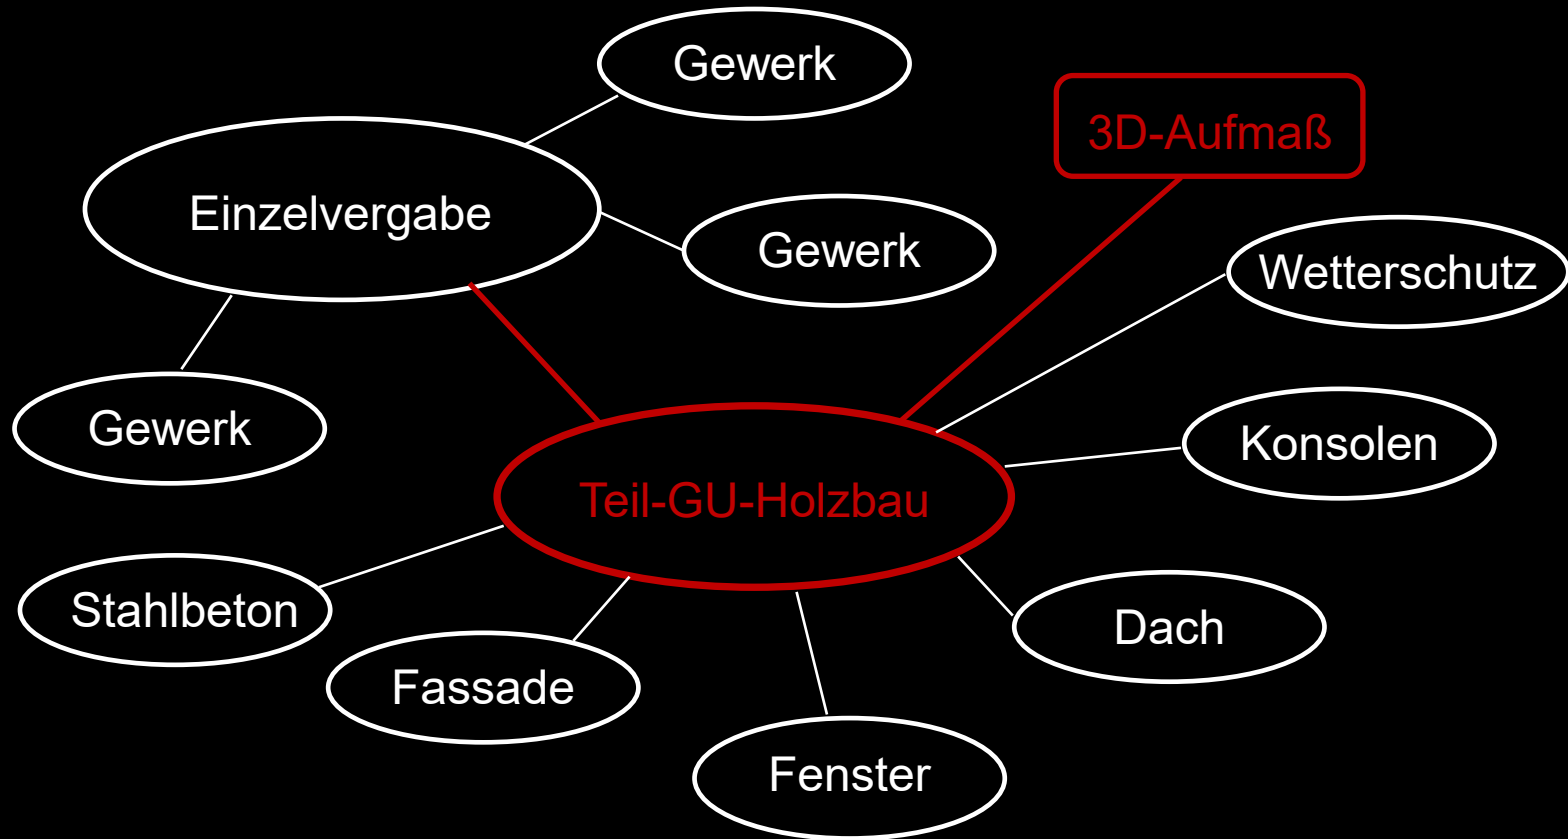 Gewerk
3D-Aufmaß
Einzelvergabe
Gewerk
Wetterschutz
Gewerk
Konsolen
Teil-GU-Holzbau
Stahlbeton
Dach
Fassade
Fenster